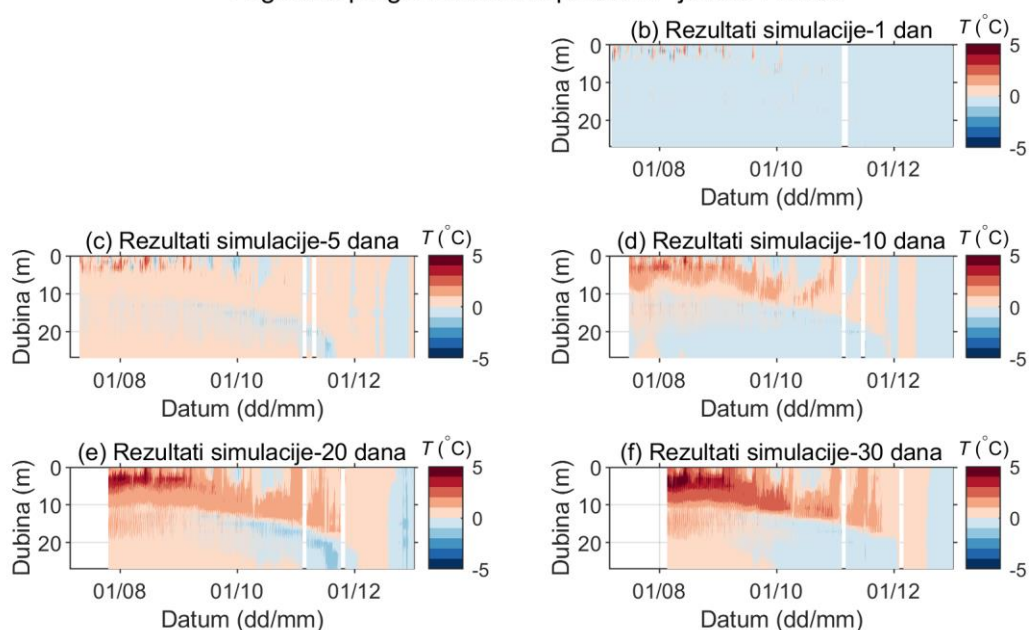 (b) Rezultati simulacije-1 dan
T (°C)
Dubina (m)
0
10
20
01/08
01/10
01/12
Datum (dd/mm)
5
0
-5
(c) Rezultati simulacije-5 dana
T (°C)
Dubina (m)
0
10
20
01/08
01/10
01/12
Datum (dd/mm)
5
0
-5
(d) Rezultati simulacije-10 dana
T (°C)
Dubina (m)
0
10
20
01/08
01/10
01/12
Datum (dd/mm)
5
0
-5
(e) Rezultati simulacije-20 dana
T (°C)
Dubina (m)
0
10
20
01/08
01/10
01/12
Datum (dd/mm)
5
0
-5
(f) Rezultati simulacije-30 dana
T (°C)
Dubina (m)
0
10
20
01/08
01/10
01/12
Datum (dd/mm)
5
0
-5